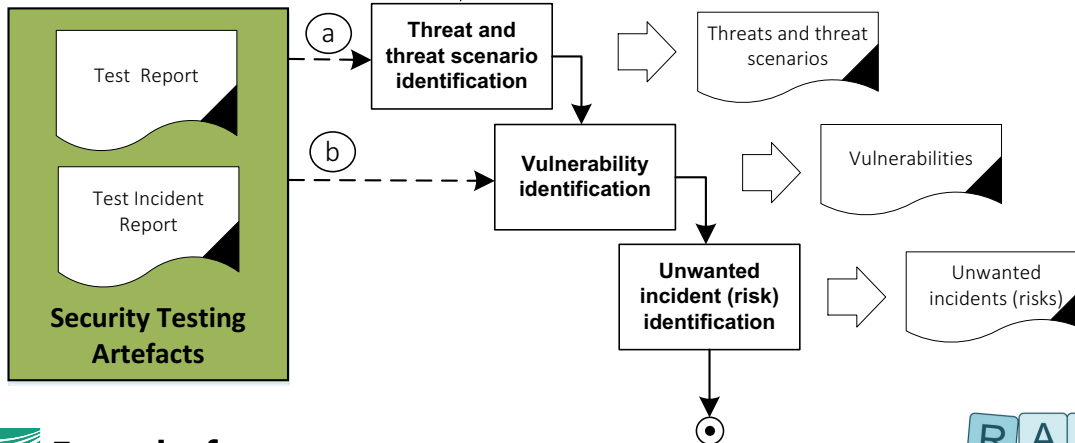 a
Threat and
threat scenario
identification
Threats and threat
scenarios
Test Report
b
Vulnerability
identification
Vulnerabilities
Test Incident
Report
Unwanted
incident (risk)
identification
Unwanted
incidents (risks)
Security Testing
Artefacts
R A